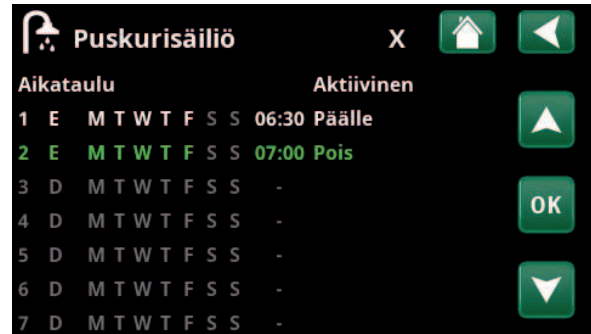 Puskurisäiliö X
Aikataulu Aktiivinen
1 E M T W T F S S 06:30 Päälle
2 E M T W T F S S 07:00 Pois
3 D M T W T F S S -
4 D M T W T F S S -
OK
5 D M T W T F S S -
6 D M T W T F S S -
7 D M T W T F S S -